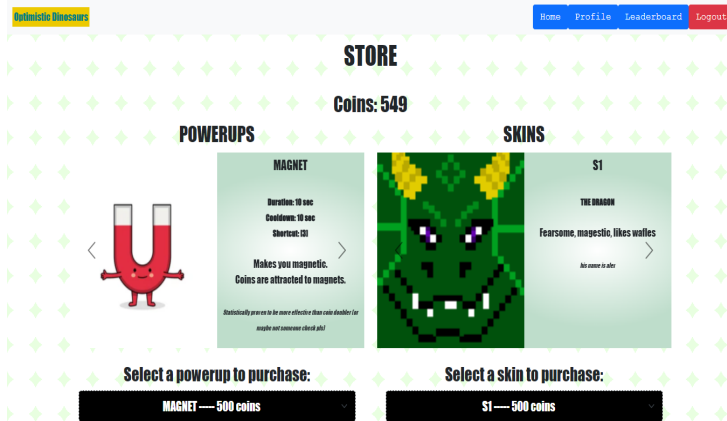 Optimistic Dinosaurs
Home Profile Leaderboard Logout
STORE
Coins: 549
POWERUPS
MAGNET
Duration: 10 sec
Cooldown: 10 sec
Shortcut: [3]
Makes you magnetic.
Coins are attracted to magnets.
Statistically proven to be more effective than coin doubler (or
maybe not someone check pls)
SKINS
S1
THE DRAGON
Fearsome, magestic, likes wafles
his name is alex
Select a powerup to purchase:
MAGNET ----- 500 coins
Select a skin to purchase:
S1 ----- 500 coins